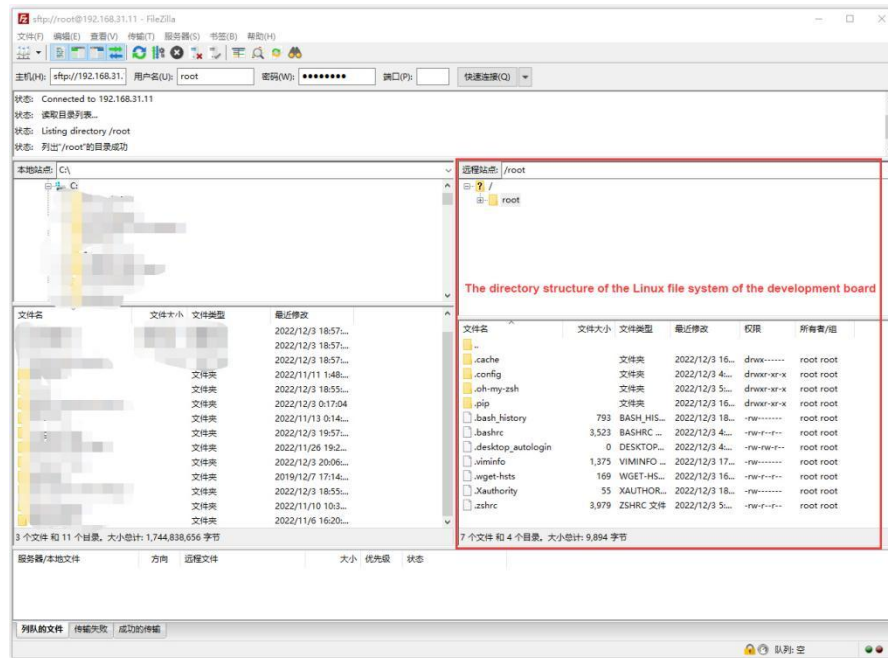 sftp://root@192.168.31.11 - FileZilla
文件(F) 编辑(E) 查看(V) 传输(T) 服务器(S) 书签(B) 帮助(H)
主机(H): sftp://192.168.31. 用户名(U): root 密码(W): ●●●●●●●● 端口(P): 快速连接(Q)
状态: Connected to 192.168.31.11
状态: 读取目录列表...
状态: Listing directory /root
状态: 列出"/root"的目录成功
本地站点: C:\
C:
远程站点: /root
/
root
The directory structure of the Linux file system of the development board
文件名 文件大小 文件类型 最近修改
2022/12/3 18:57:...
2022/12/3 18:57:...
2022/12/3 18:57:...
文件夹 2022/11/11 1:48:...
文件夹 2022/12/3 18:55:...
文件夹 2022/12/3 0:17:04
文件夹 2022/11/13 0:14:...
文件夹 2022/12/3 19:57:...
文件夹 2022/11/26 19:2...
文件夹 2022/12/3 20:06:...
文件夹 2019/12/7 17:14:...
文件夹 2022/12/3 18:55:...
文件夹 2022/11/10 10:3...
文件夹 2022/11/6 16:20:...
3 个文件 和 11 个目录。大小总计: 1,744,838,656 字节
文件名 文件大小 文件类型 最近修改 权限 所有者/组
..
.cache 文件夹 2022/12/3 16... drwx------ root root
.config 文件夹 2022/12/3 4:... drwxr-xr-x root root
.oh-my-zsh 文件夹 2022/12/3 5:... drwxr-xr-x root root
.pip 文件夹 2022/12/3 16... drwxr-xr-x root root
.bash_history 793 BASH_HIS... 2022/12/3 18... -rw------- root root
.bashrc 3,523 BASHRC ... 2022/12/3 4:... -rw-r--r-- root root
.desktop_autologin 0 DESKTOP... 2022/12/3 4:... -rw-rw-r-- root root
.viminfo 1,375 VIMINFO ... 2022/12/3 17... -rw------- root root
.wget-hsts 169 WGET-HS... 2022/12/3 16... -rw-r--r-- root root
.Xauthority 55 XAUTHOR... 2022/12/3 18... -rw------- root root
.zshrc 3,979 ZSHRC 文件 2022/12/3 5:... -rw-r--r-- root root
7 个文件 和 4 个目录。大小总计: 9,894 字节
服务器/本地文件 方向 远程文件 大小 优先级 状态
列队的文件 传输失败 成功的传输
队列: 空